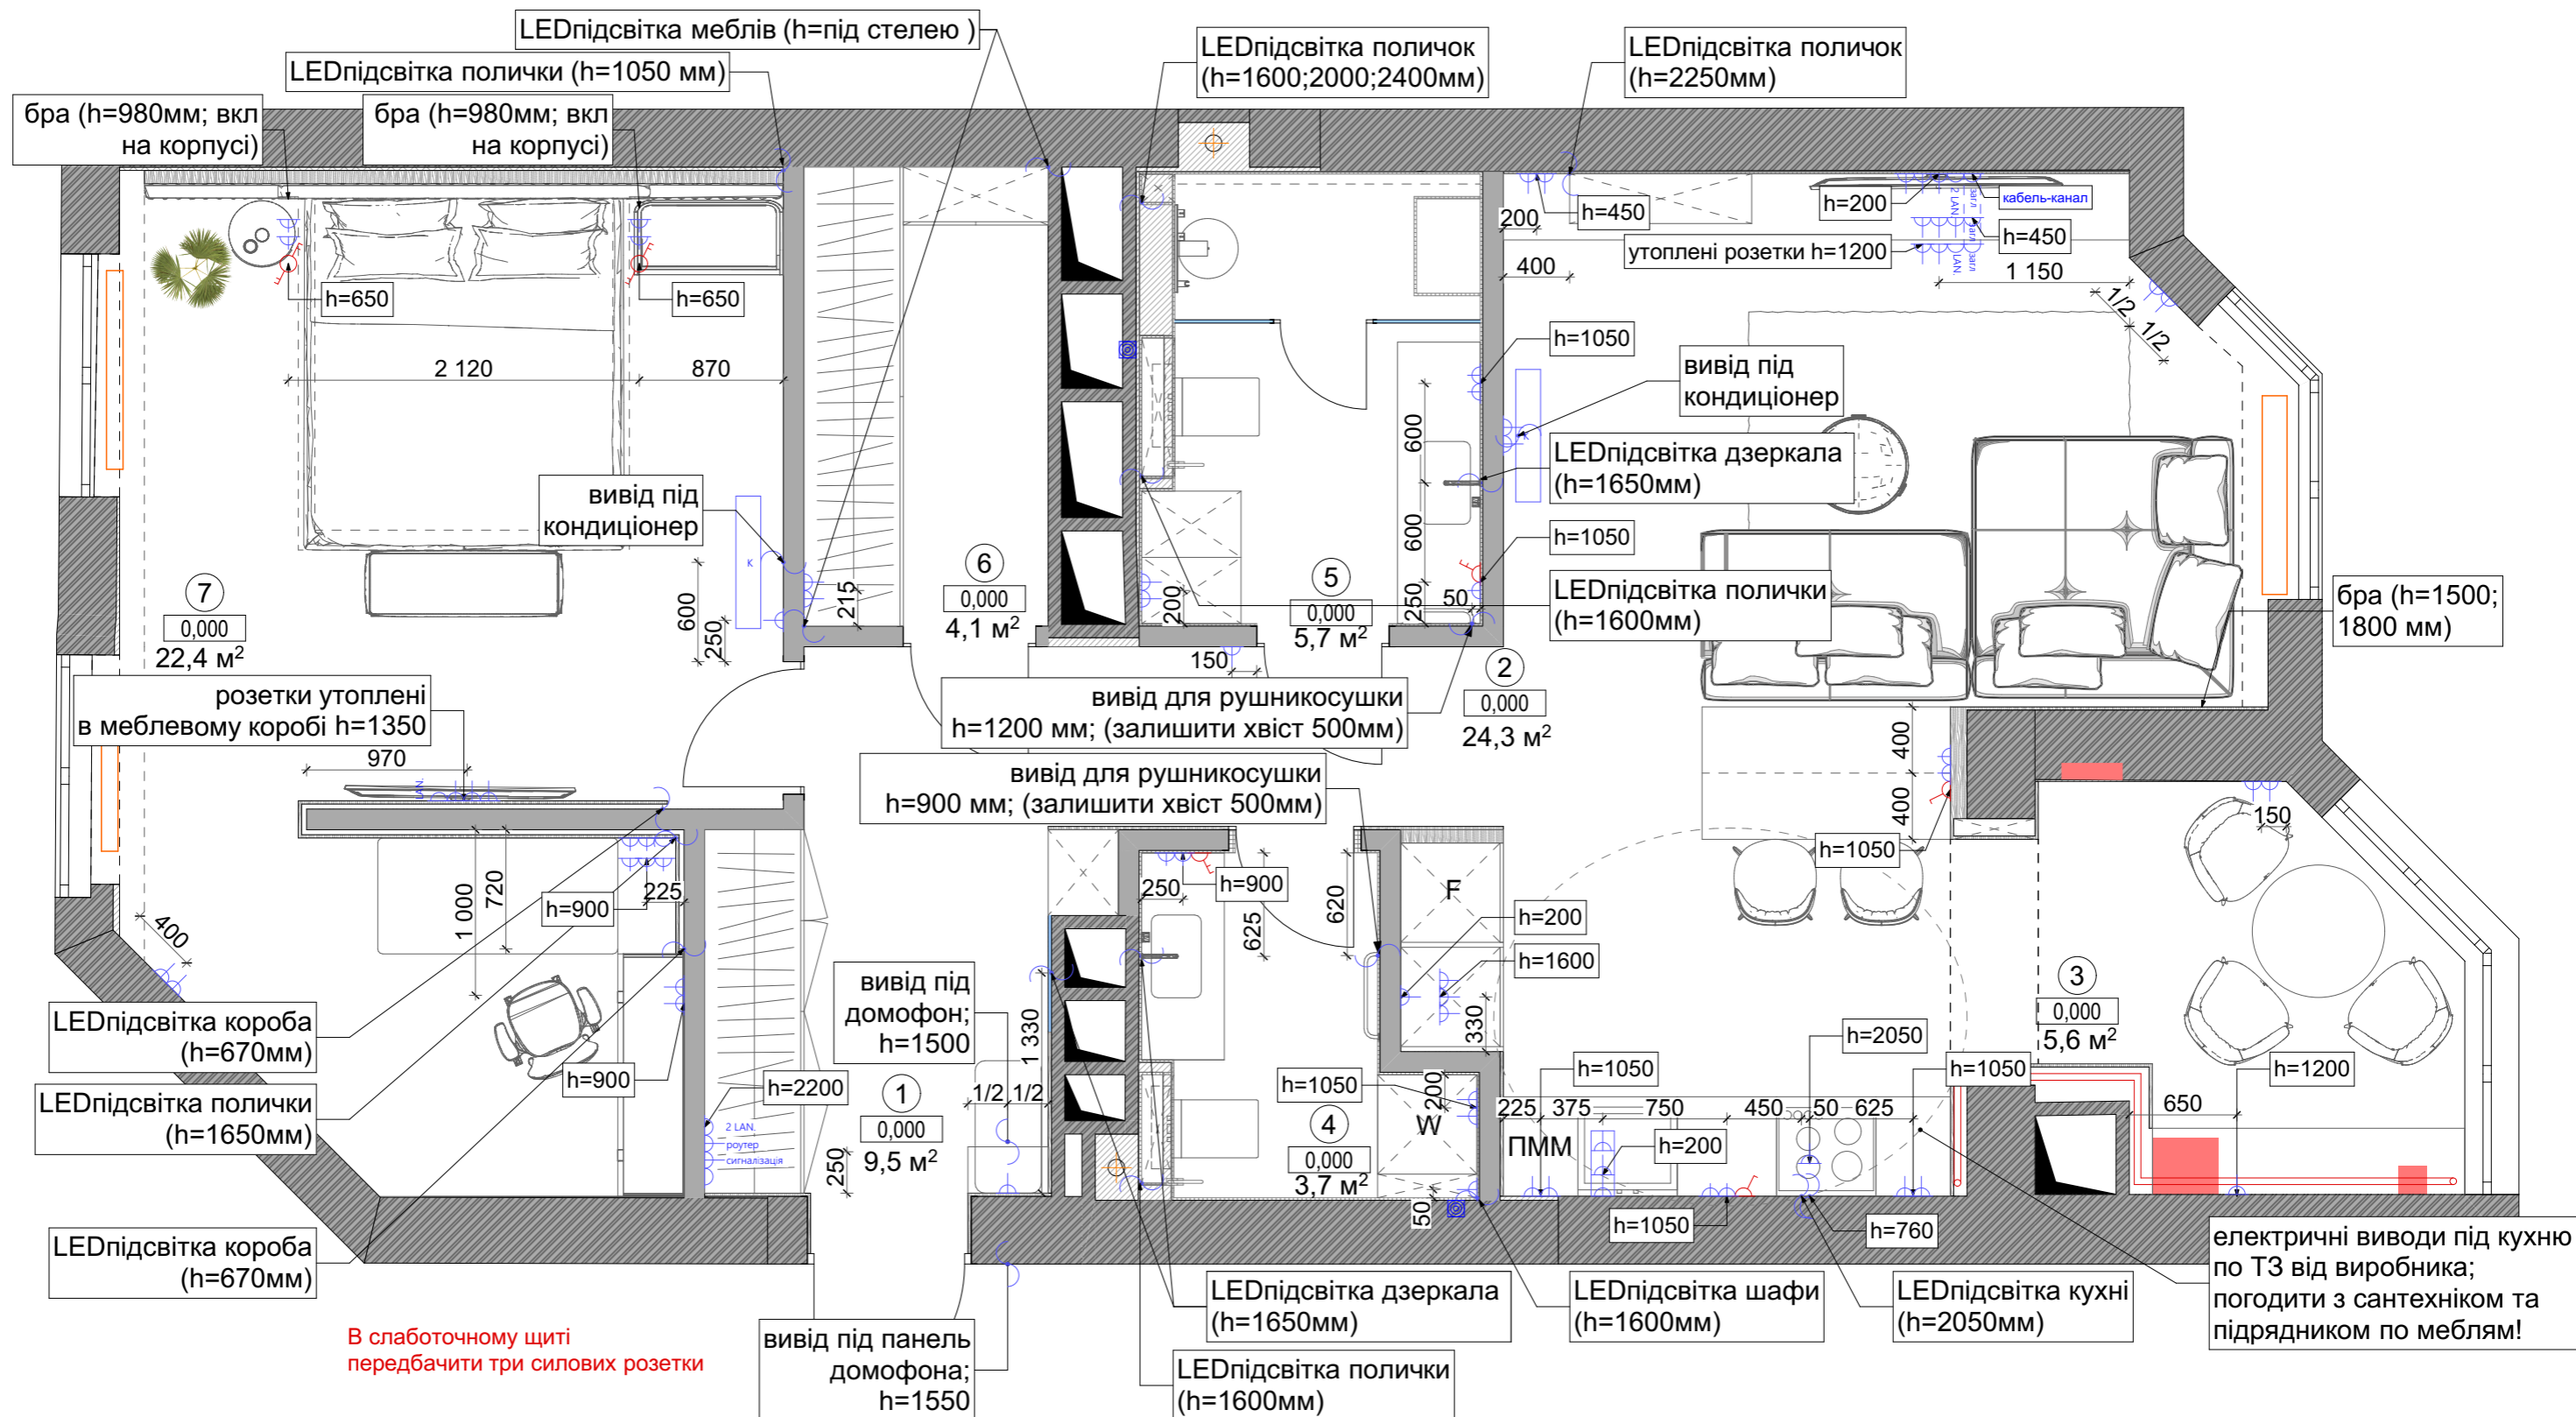 LEDпідсвітка меблів (h=під стелею )
LEDпідсвітка полички (h=1050 мм)
LEDпідсвітка поличок
(h=1600;2000;2400мм)
LEDпідсвітка поличок
(h=2250мм)
бра (h=980мм; вкл
на корпусі)
бра (h=980мм; вкл
на корпусі)
h=450
200
h=200
2 LAN.
загл
кабель-канал
h=450
утоплені розетки h=1200
LAN.
загл
загл
400
1 150
1/2
1/2
h=650
h=650
2 120
870
h=1050
вивід під
кондиціонер
600
LEDпідсвітка дзеркала
(h=1650мм)
вивід під
кондиціонер
К
К
600
h=1050
LEDпідсвітка полички
(h=1600мм)
7
0,000
22,4 м²
600
250
215
6
0,000
4,1 м²
200
5
0,000
5,7 м²
250
50
бра (h=1500;
1800 мм)
150
2
0,000
24,3 м²
розетки утоплені
в меблевому коробі h=1350
970
LAN.
вивід для рушникосушки
h=1200 мм; (залишити хвіст 500мм)
вивід для рушникосушки
h=900 мм; (залишити хвіст 500мм)
400
400
h=1050
150
1 000
720
h=900
225
400
250
h=900
625
620
F
h=200
h=1600
330
вивід під
домофон;
h=1500
1 330
3
0,000
5,6 м²
LEDпідсвітка короба
(h=670мм)
LEDпідсвітка полички
(h=1650мм)
h=900
h=2200
2 LAN.
роутер
сигналізація
1
0,000
9,5 м²
1/2
1/2
250
h=1050
200
W
4
0,000
3,7 м²
50
h=1050
h=2050
h=1050
h=1200
225
375
750
450
50
625
650
ПММ
h=200
h=1050
h=760
LEDпідсвітка короба
(h=670мм)
В слаботочному щиті
передбачити три силових розетки
вивід під панель
домофона;
h=1550
LEDпідсвітка дзеркала
(h=1650мм)
LEDпідсвітка полички
(h=1600мм)
LEDпідсвітка шафи
(h=1600мм)
LEDпідсвітка кухні
(h=2050мм)
електричні виводи під кухню
по ТЗ від виробника;
погодити з сантехніком та
підрядником по меблям!